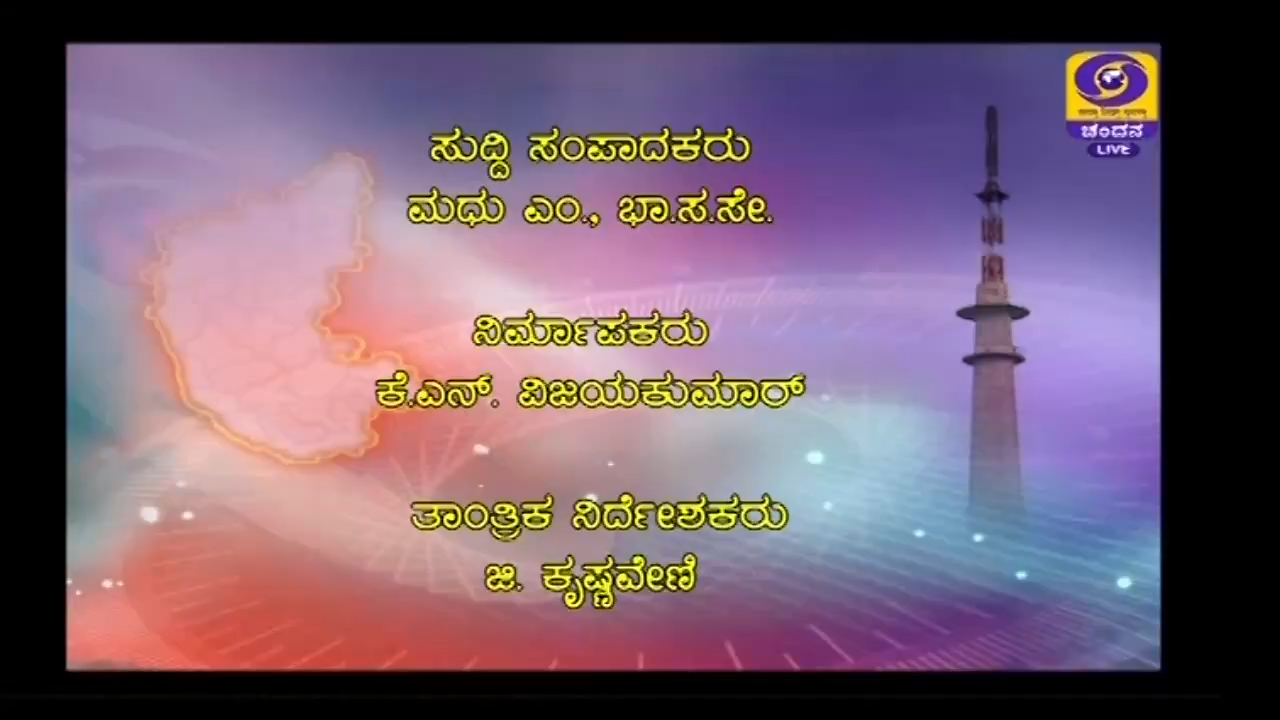 ಸುದ್ದಿ ಸಂಪಾದಕರು
ಮಧು ಎಂ., ಭಾ.ಸ.ಸೇ.
ನಿರ್ಮಾಪಕರು
ಕೆ.ಎನ್. ವಿಜಯಕುಮಾರ್
ತಾಂತ್ರಿಕ ನಿರ್ದೇಶಕರು
ಜಿ. ಕೃಷ್ಣವೇಣಿ
ಚಂದನ
LIVE